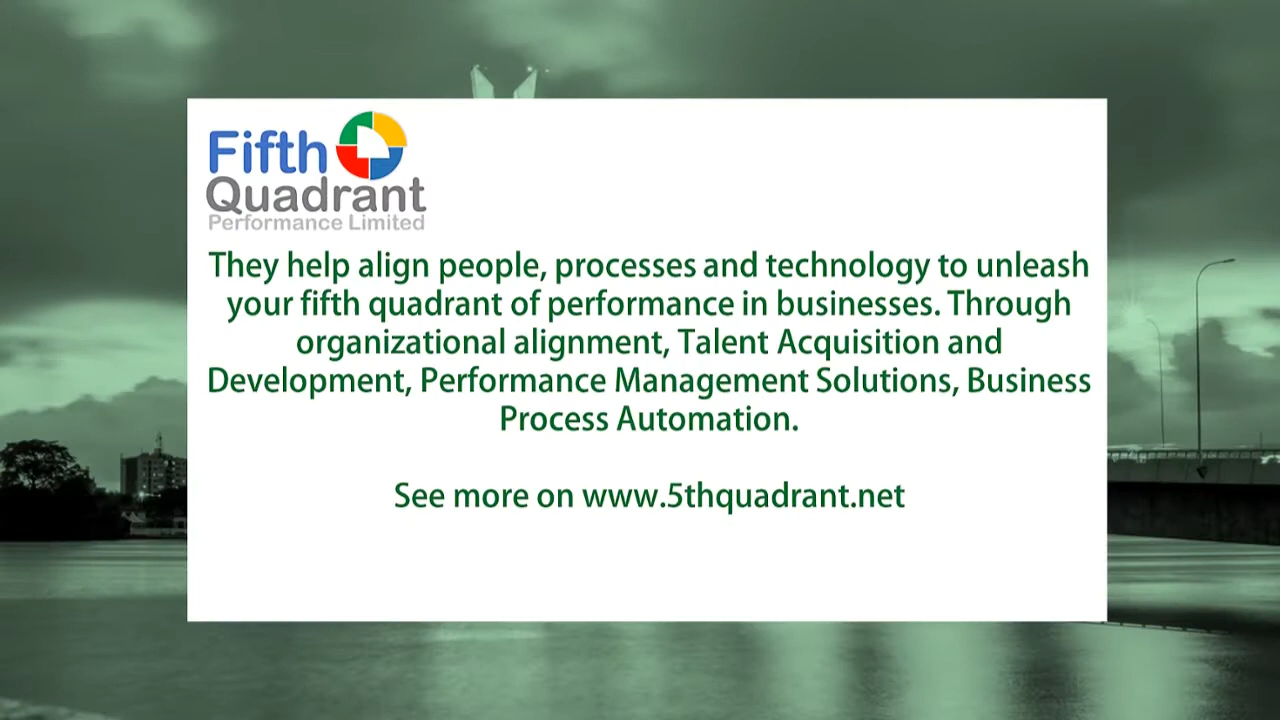 Fifth
Quadrant
Performance Limited
They help align people, processes and technology to unleash
your fifth quadrant of performance in businesses. Through
organizational alignment, Talent Acquisition and
Development, Performance Management Solutions, Business
Process Automation.
See more on www.5thquadrant.net